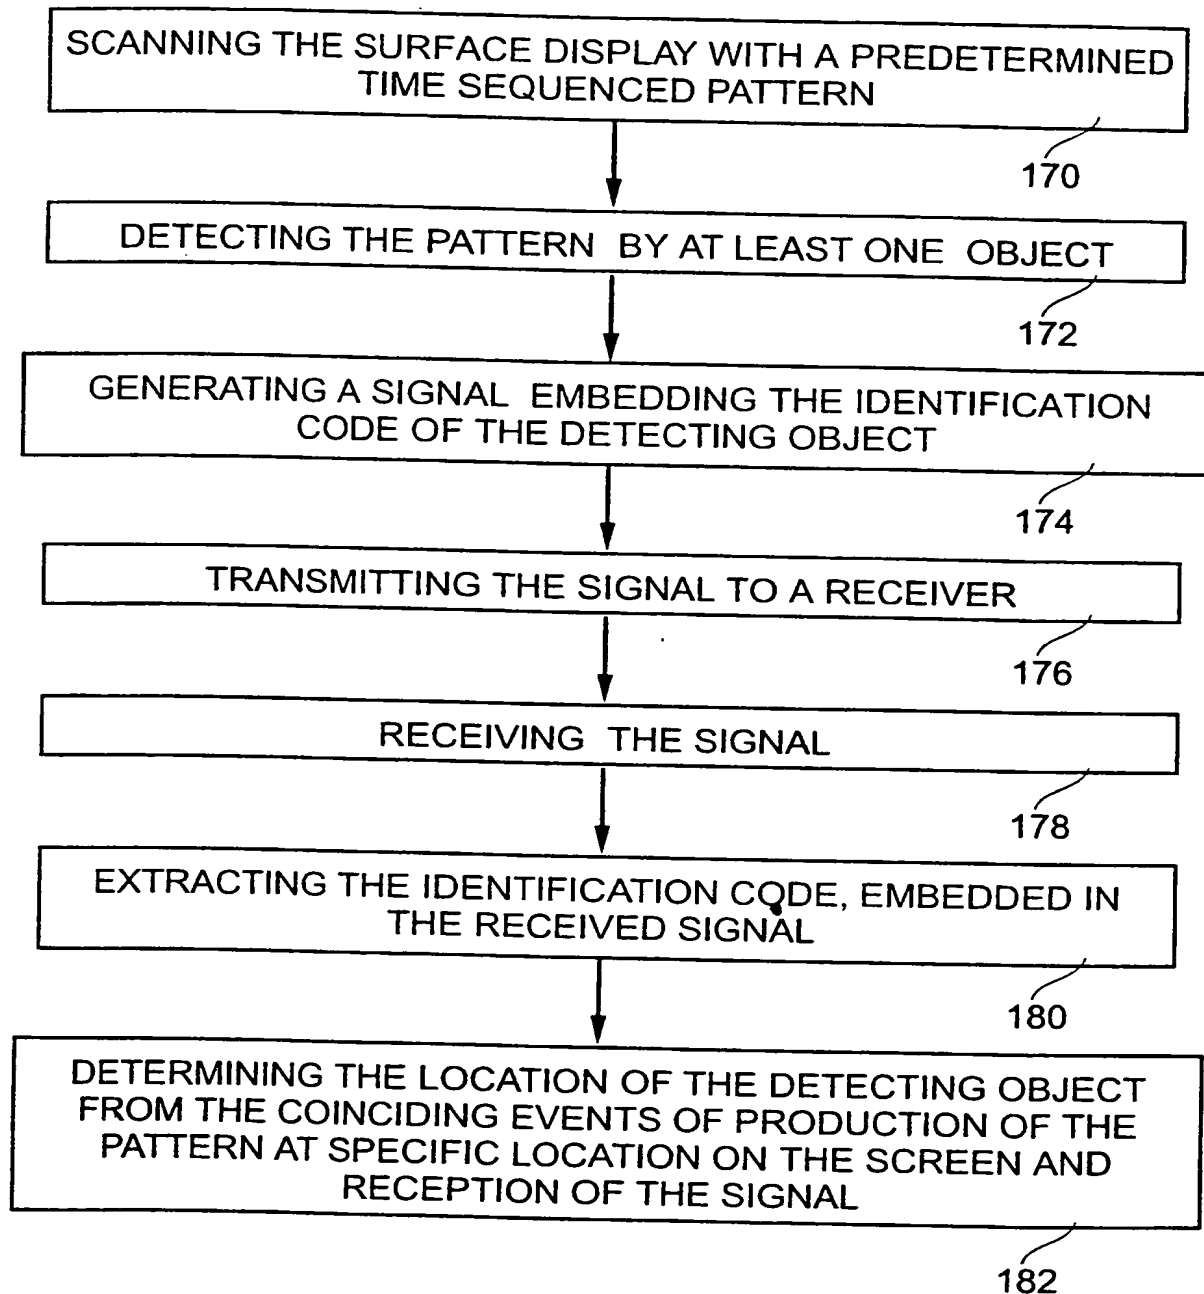 SCANNING THE SURFACE DISPLAY WITH A PREDETERMINED
TIME SEQUENCED PATTERN
170
DETECTING THE PATTERN BY AT LEAST ONE OBJECT
172
GENERATING A SIGNAL EMBEDDING THE IDENTIFICATION
CODE OF THE DETECTING OBJECT
174
TRANSMITTING THE SIGNAL TO A RECEIVER
176
RECEIVING THE SIGNAL
178
EXTRACTING THE IDENTIFICATION CODE, EMBEDDED IN
THE RECEIVED SIGNAL
180
DETERMINING THE LOCATION OF THE DETECTING OBJECT
FROM THE COINCIDING EVENTS OF PRODUCTION OF THE
PATTERN AT SPECIFIC LOCATION ON THE SCREEN AND
RECEPTION OF THE SIGNAL
182